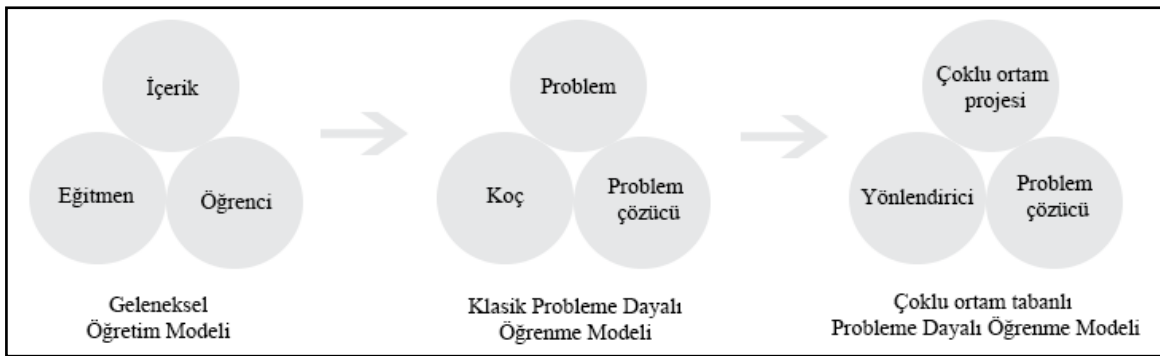 İçerik
Eğitmen
Öğrenci
Geleneksel
Öğretim Modeli
Problem
Koç
Problem
çözücü
Klasik Probleme Dayalı
Öğrenme Modeli
Çoklu ortam
projesi
Yönlendirici
Problem
çözücü
Çoklu ortam tabanlı
Probleme Dayalı Öğrenme Modeli